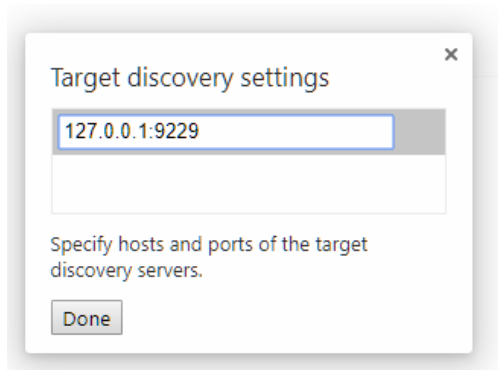 Target discovery settings
127.0.0.1:9229
Specify hosts and ports of the target
discovery servers.
Done